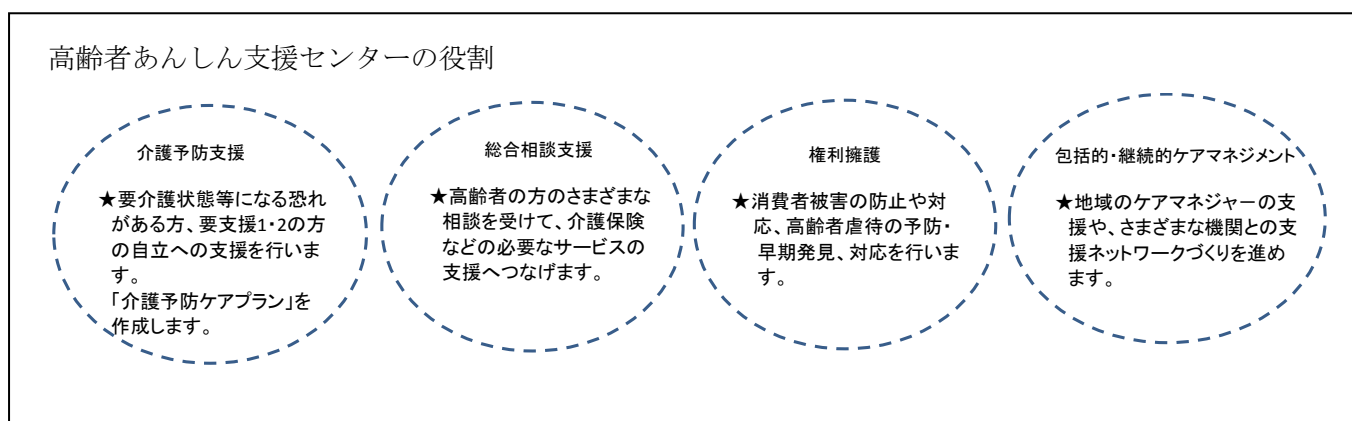 高齢者あんしん支援センターの役割
介護予防支援
★要介護状態等になる恐れ
がある方、要支援1・2の方
の自立への支援を行いま
す。
「介護予防ケアプラン」を
作成します。
総合相談支援
★高齢者の方のさまざまな
相談を受けて、介護保険
などの必要なサービスの
支援へつなげます。
権利擁護
★消費者被害の防止や対
応、高齢者虐待の予防・
早期発見、対応を行いま
す。
包括的・継続的ケアマネジメント
★地域のケアマネジャーの支
援や、さまざまな機関との支
援ネットワークづくりを進め
ます。